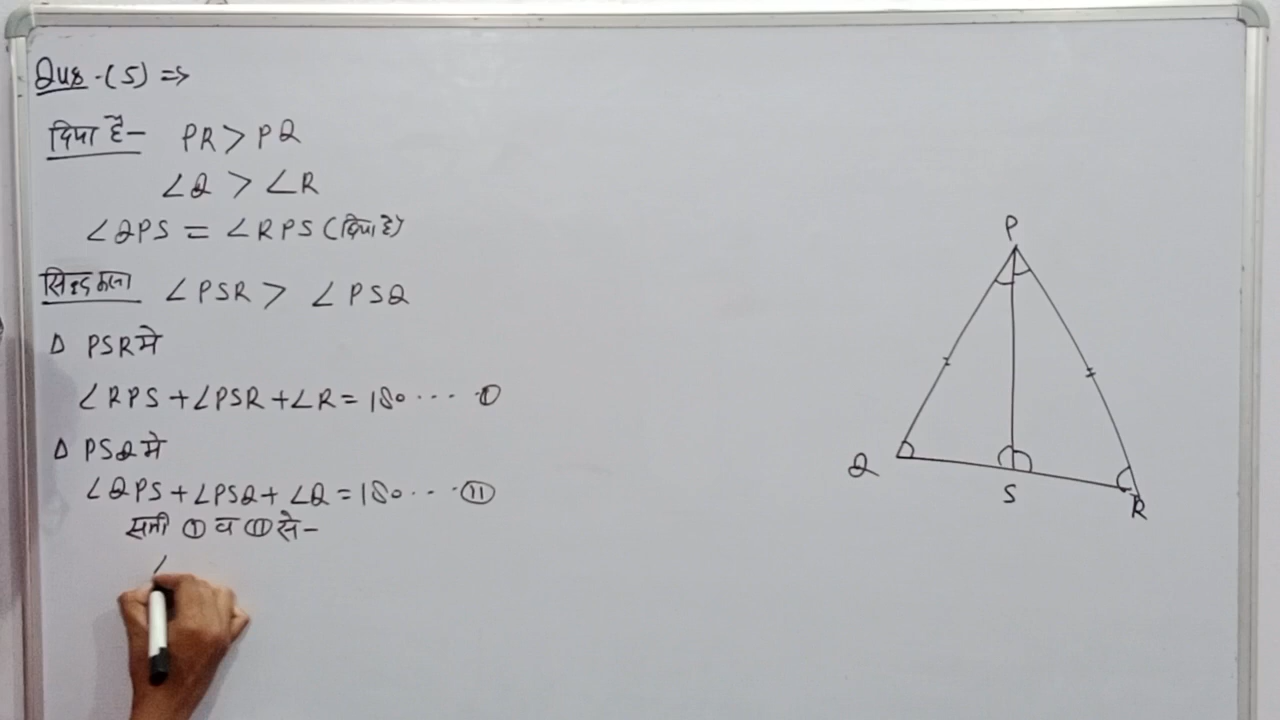 Que -(5) =>
दिया है- PR > PQ
∠Q > ∠R
∠QPS = ∠RPS (दिया है)
सिद्ध करना ∠PSR > ∠PSQ
Δ PSR मे
∠RPS + ∠PSR + ∠R = 180 ···· ①
Δ PSQ मे
∠QPS + ∠PSQ + ∠Q = 180 ···· ⑪
समी ① व ⑪ से-
∠
P
Q
S
R